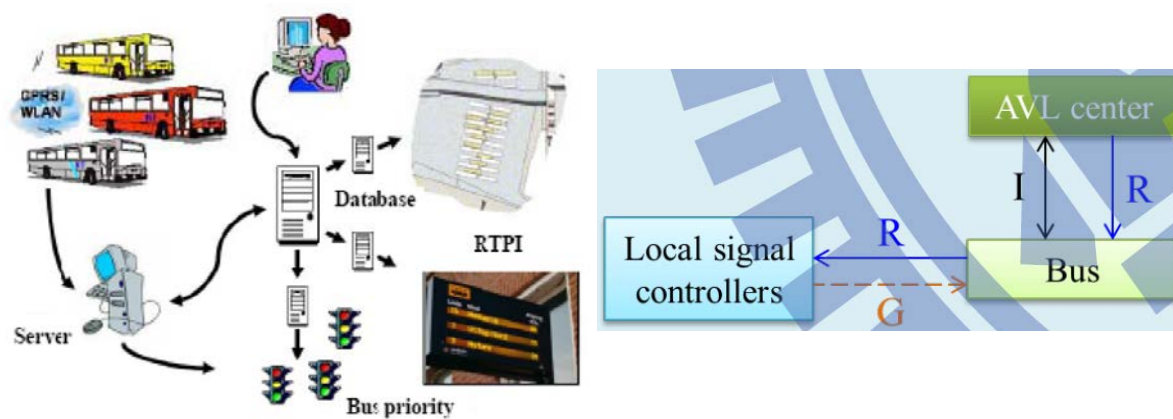 GPRS/
WLAN
Database
RTPI
Server
Bus priority
AVL center
I
R
R
Local signal
controllers
Bus
G